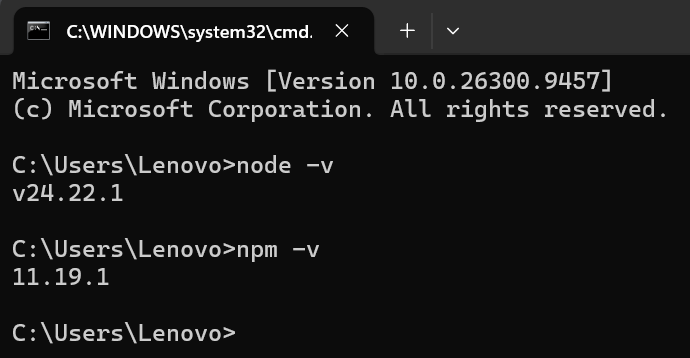 C:\WINDOWS\system32\cmd.
Microsoft Windows [Version 10.0.26300.9457]
(c) Microsoft Corporation. All rights reserved.
C:\Users\Lenovo>node -v
v24.22.1
C:\Users\Lenovo>npm -v
11.19.1
C:\Users\Lenovo>